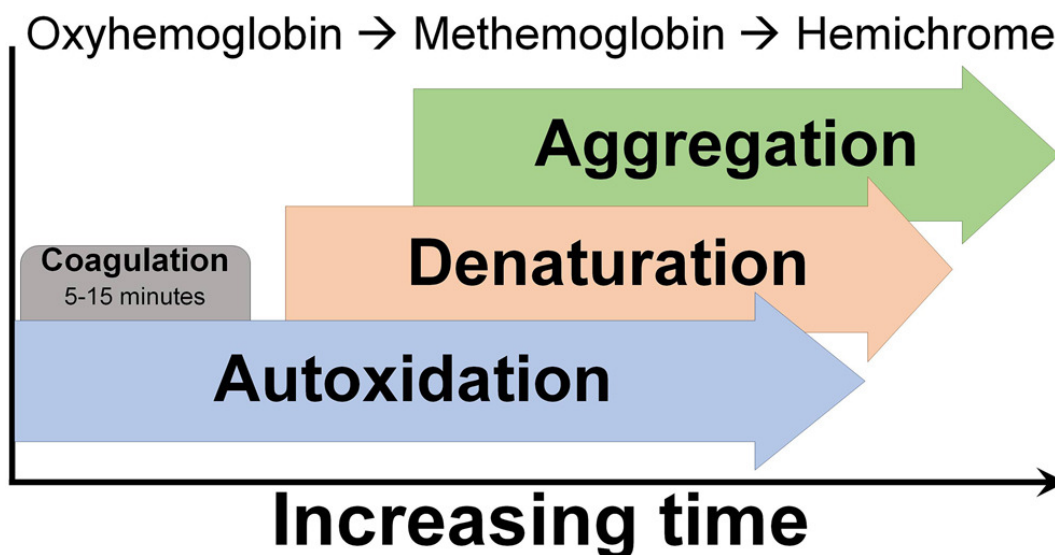 Oxyhemoglobin → Methemoglobin → Hemichrome
Aggregation
Denaturation
Coagulation
5-15 minutes
Autoxidation
Increasing time